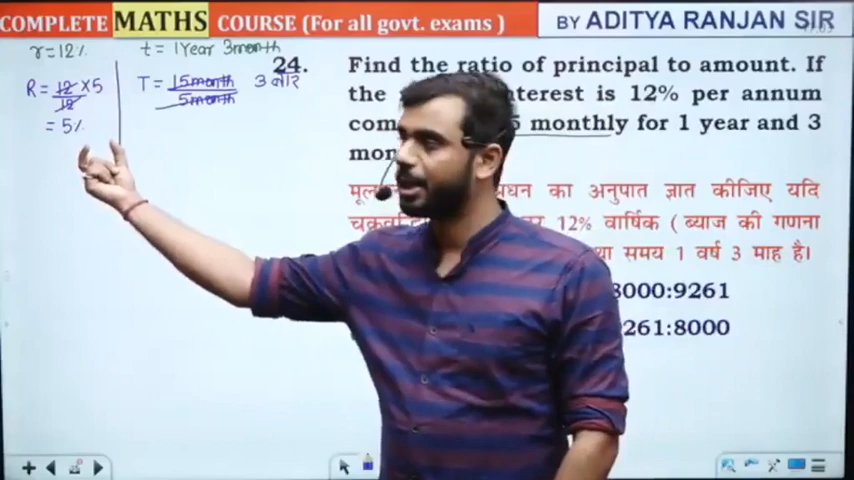 COMPLETE MATHS COURSE (For all govt. exams) BY ADITYA RANJAN SIR
r=12% t = 1Year 3month
R = 12 ×5 / 12
= 5%
T = 15month / 5month 3 बार
24. Find the ratio of principal to amount. If
the interest is 12% per annum
5 monthly for 1 year and 3
का अनुपात ज्ञात कीजिए यदि
12% वार्षिक ( ब्याज की गणना
समय 1 वर्ष 3 माह है।
8000:9261
9261:8000